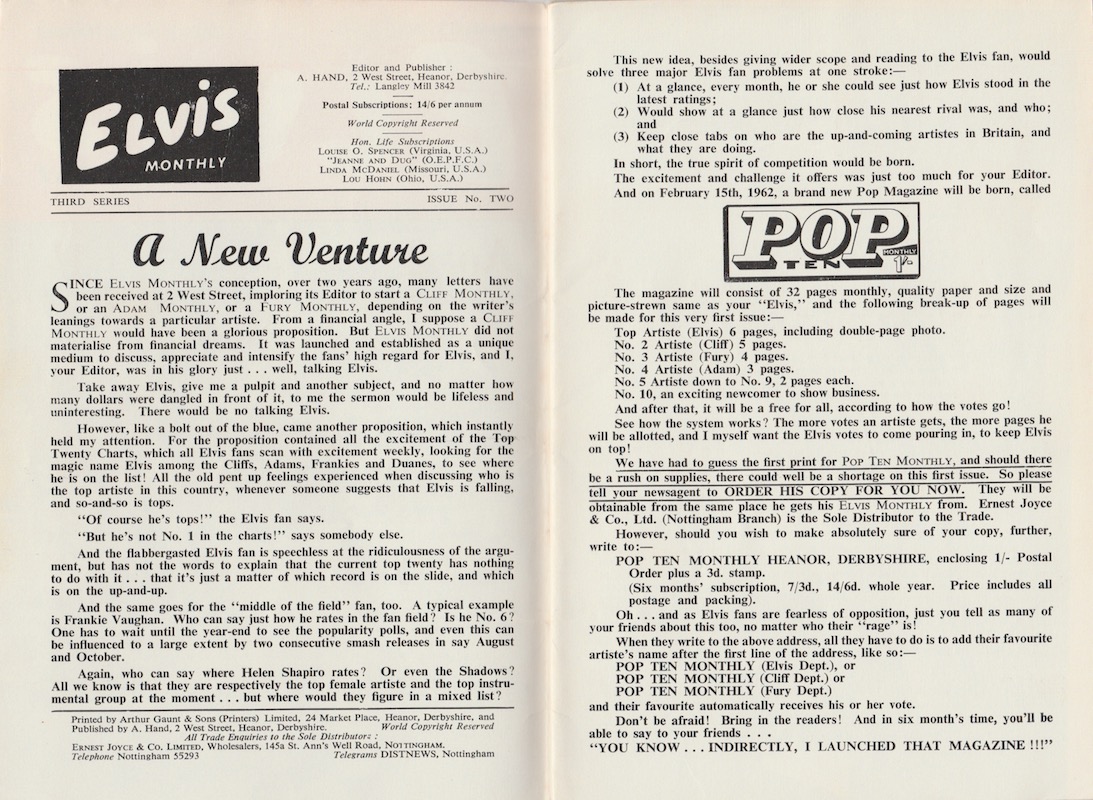 ELVIS
MONTHLY
Editor and Publisher :
A. HAND, 2 West Street, Heanor, Derbyshire.
Tel.: Langley Mill 3842
Postal Subscriptions; 14/6 per annum
World Copyright Reserved
Hon. Life Subscriptions
LOUISE O. SPENCER (Virginia, U.S.A.)
"JEANNE AND DUG" (O.E.P.F.C.)
LINDA MCDANIEL (Missouri, U.S.A.)
LOU HOHN (Ohio, U.S.A.)
THIRD SERIES
ISSUE No. TWO
A New Venture
SINCE ELVIS MONTHLY'S conception, over two years ago, many letters have
been received at 2 West Street, imploring its Editor to start a CLIFF MONTHLY,
or an ADAM MONTHLY, or a FURY MONTHLY, depending on the writer's
leanings towards a particular artiste. From a financial angle, I suppose a CLIFF
MONTHLY would have been a glorious proposition. But ELVIS MONTHLY did not
materialise from financial dreams. It was launched and established as a unique
medium to discuss, appreciate and intensify the fans' high regard for Elvis, and I,
your Editor, was in his glory just . . . well, talking Elvis.
Take away Elvis, give me a pulpit and another subject, and no matter how
many dollars were dangled in front of it, to me the sermon would be lifeless and
uninteresting. There would be no talking Elvis.
However, like a bolt out of the blue, came another proposition, which instantly
held my attention. For the proposition contained all the excitement of the Top
Twenty Charts, which all Elvis fans scan with excitement weekly, looking for the
magic name Elvis among the Cliffs, Adams, Frankies and Duanes, to see where
he is on the list! All the old pent up feelings experienced when discussing who is
the top artiste in this country, whenever someone suggests that Elvis is falling,
and so-and-so is tops.
"Of course he's tops!" the Elvis fan says.
"But he's not No. 1 in the charts!" says somebody else.
And the flabbergasted Elvis fan is speechless at the ridiculousness of the argu-
ment, but has not the words to explain that the current top twenty has nothing
to do with it . . . that it's just a matter of which record is on the slide, and which
is on the up-and-up.
And the same goes for the "middle of the field" fan, too. A typical example
is Frankie Vaughan. Who can say just how he rates in the fan field? Is he No. 6?
One has to wait until the year-end to see the popularity polls, and even this can
be influenced to a large extent by two consecutive smash releases in say August
and October.
Again, who can say where Helen Shapiro rates? Or even the Shadows?
All we know is that they are respectively the top female artiste and the top instru-
mental group at the moment . . . but where would they figure in a mixed list?
Printed by Arthur Gaunt & Sons (Printers) Limited, 24 Market Place, Heanor, Derbyshire, and
Published by A. Hand, 2 West Street, Heanor, Derbyshire. World Copyright Reserved
All Trade Enquiries to the Sole Distributors :
ERNEST JOYCE & CO. LIMITED, Wholesalers, 145a St. Ann's Well Road, NOTTINGHAM.
Telephone Nottingham 55293 Telegrams DISTNEWS, Nottingham
This new idea, besides giving wider scope and reading to the Elvis fan, would
solve three major Elvis fan problems at one stroke:—
(1) At a glance, every month, he or she could see just how Elvis stood in the
latest ratings;
(2) Would show at a glance just how close his nearest rival was, and who;
and
(3) Keep close tabs on who are the up-and-coming artistes in Britain, and
what they are doing.
In short, the true spirit of competition would be born.
The excitement and challenge it offers was just too much for your Editor.
And on February 15th, 1962, a brand new Pop Magazine will be born, called
POP
TEN
MONTHLY
1/-
The magazine will consist of 32 pages monthly, quality paper and size and
picture-strewn same as your "Elvis," and the following break-up of pages will
be made for this very first issue:—
Top Artiste (Elvis) 6 pages, including double-page photo.
No. 2 Artiste (Cliff) 5 pages.
No. 3 Artiste (Fury) 4 pages.
No. 4 Artiste (Adam) 3 pages.
No. 5 Artiste down to No. 9, 2 pages each.
No. 10, an exciting newcomer to show business.
And after that, it will be a free for all, according to how the votes go!
See how the system works? The more votes an artiste gets, the more pages he
will be allotted, and I myself want the Elvis votes to come pouring in, to keep Elvis
on top!
We have had to guess the first print for POP TEN MONTHLY, and should there
be a rush on supplies, there could well be a shortage on this first issue. So please
tell your newsagent to ORDER HIS COPY FOR YOU NOW. They will be
obtainable from the same place he gets his ELVIS MONTHLY from. Ernest Joyce
& Co., Ltd. (Nottingham Branch) is the Sole Distributor to the Trade.
However, should you wish to make absolutely sure of your copy, further,
write to:—
POP TEN MONTHLY HEANOR, DERBYSHIRE, enclosing 1/- Postal
Order plus a 3d. stamp.
(Six months' subscription, 7/3d., 14/6d. whole year. Price includes all
postage and packing).
Oh . . . and as Elvis fans are fearless of opposition, just you tell as many of
your friends about this too, no matter who their "rage" is!
When they write to the above address, all they have to do is to add their favourite
artiste's name after the first line of the address, like so:—
POP TEN MONTHLY (Elvis Dept.), or
POP TEN MONTHLY (Cliff Dept.) or
POP TEN MONTHLY (Fury Dept.)
and their favourite automatically receives his or her vote.
Don't be afraid! Bring in the readers! And in six month's time, you'll be
able to say to your friends . . .
"YOU KNOW . . . INDIRECTLY, I LAUNCHED THAT MAGAZINE !!!"